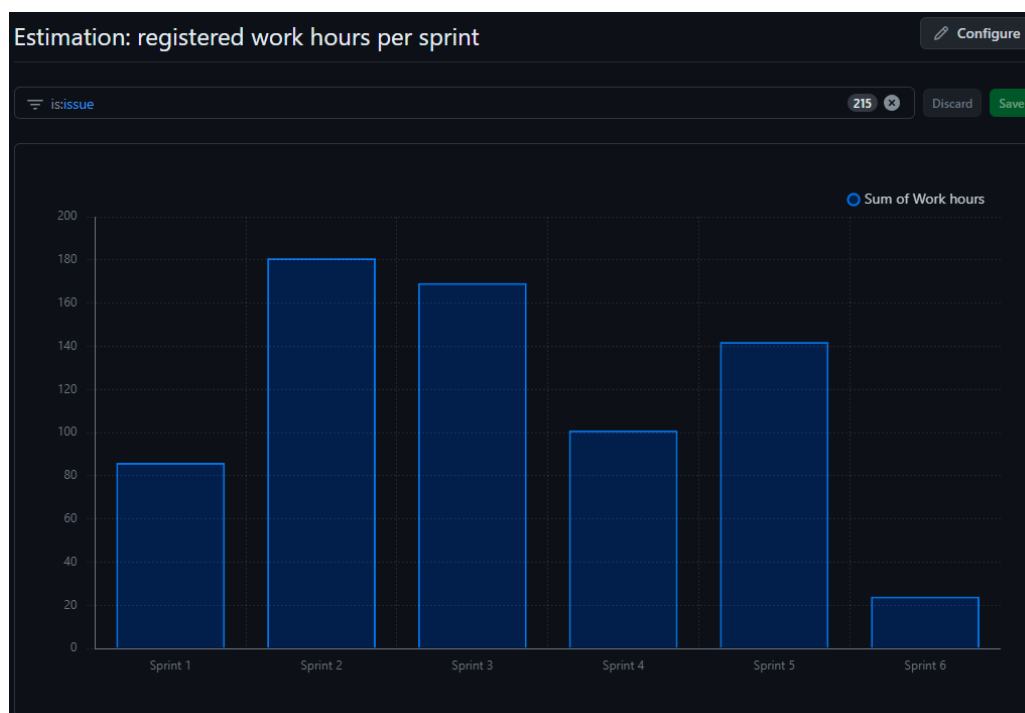 Estimation: registered work hours per sprint
Configure
is:issue
215
Discard
Save
Sum of Work hours
200
180
160
140
120
100
80
60
40
20
0
Sprint 1
Sprint 2
Sprint 3
Sprint 4
Sprint 5
Sprint 6